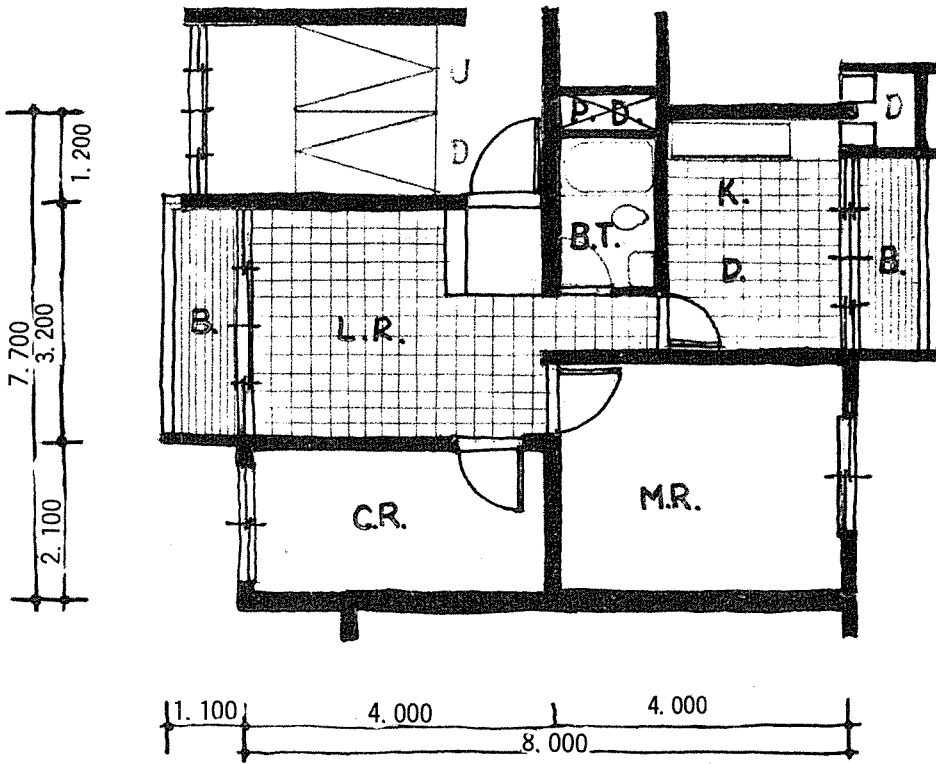 U
D
P. D.
D
K.
B.T.
D.
B.
B.
L.R.
C.R.
M.R.
1. 200
3. 200
7. 700
2. 100
1. 100
4. 000
4. 000
8. 000